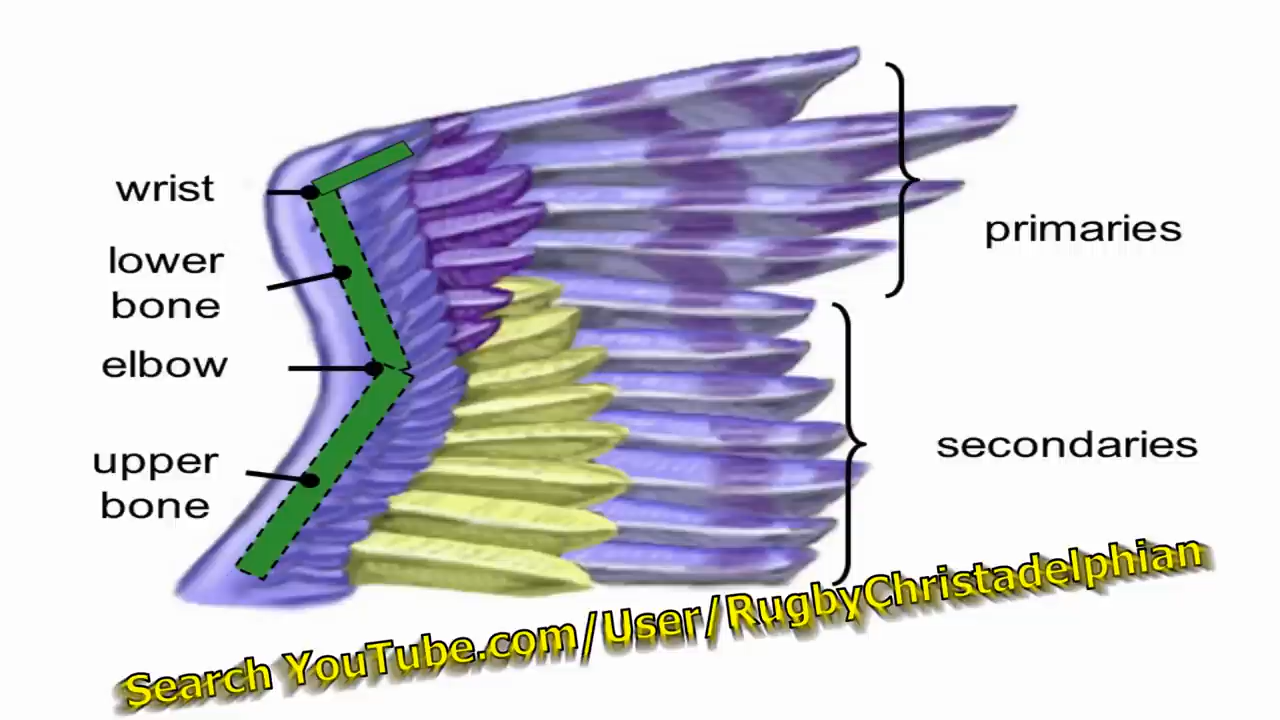 wrist
lower
bone
elbow
upper
bone
primaries
secondaries
Search YouTube.com/User/RugbyChristadelphian